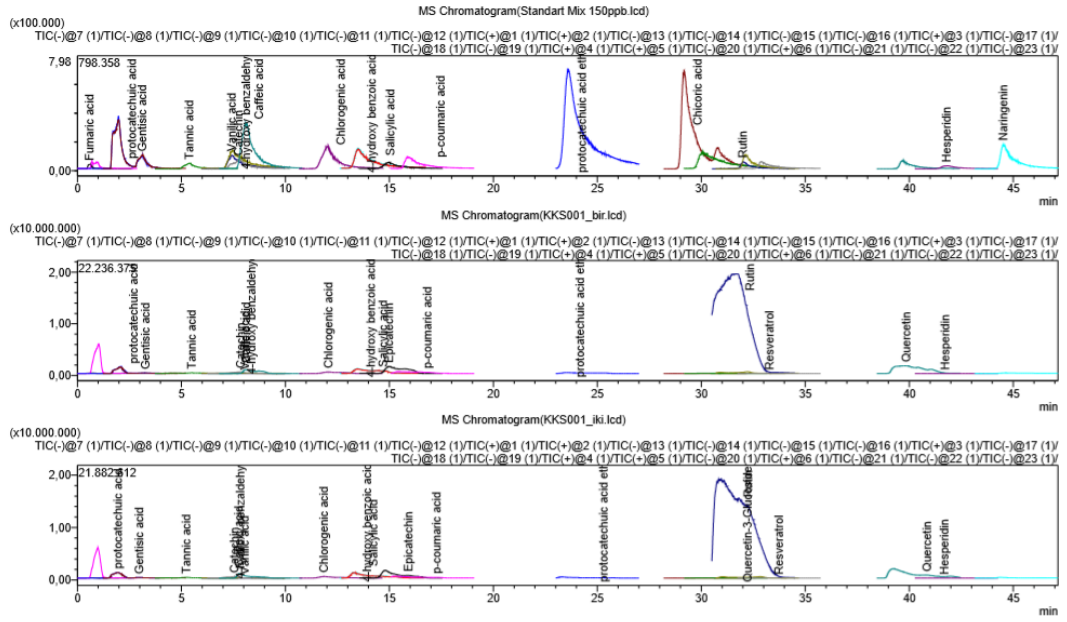 MS Chromatogram(Standart Mix 150ppb.lcd)
(x100.000)
TIC(-)@7 (1)/TIC(-)@8 (1)/TIC(-)@9 (1)/TIC(-)@10 (1)/TIC(-)@11 (1)/TIC(-)@12 (1)/TIC(+)@1 (1)/TIC(+)@2 (1)/TIC(-)@13 (1)/TIC(-)@14 (1)/TIC(-)@15 (1)/TIC(-)@16 (1)/TIC(+)@3 (1)/TIC(-)@17 (1)/
TIC(-)@18 (1)/TIC(-)@19 (1)/TIC(+)@4 (1)/TIC(+)@5 (1)/TIC(-)@20 (1)/TIC(+)@6 (1)/TIC(-)@21 (1)/TIC(-)@22 (1)/TIC(-)@23 (1)/
7,98
798.358
Fumaric acid
protocatechuic acid
Gentisic acid
Tannic acid
Vanilic acid
4-hydroxy benzaldehy
Caffeic acid
Chlorogenic acid
4-hydroxy benzoic acid
Salicylic acid
p-coumaric acid
protocatechuic acid eth
Chicoric acid
Rutin
Hesperidin
Naringenin
0,00
0 5 10 15 20 25 30 35 40 45
min
MS Chromatogram(KKS001_bir.lcd)
(x10.000.000)
TIC(-)@7 (1)/TIC(-)@8 (1)/TIC(-)@9 (1)/TIC(-)@10 (1)/TIC(-)@11 (1)/TIC(-)@12 (1)/TIC(+)@1 (1)/TIC(+)@2 (1)/TIC(-)@13 (1)/TIC(-)@14 (1)/TIC(-)@15 (1)/TIC(-)@16 (1)/TIC(+)@3 (1)/TIC(-)@17 (1)/
TIC(-)@18 (1)/TIC(-)@19 (1)/TIC(+)@4 (1)/TIC(+)@5 (1)/TIC(-)@20 (1)/TIC(+)@6 (1)/TIC(-)@21 (1)/TIC(-)@22 (1)/TIC(-)@23 (1)/
2,00
1,00
0,00
protocatechuic acid
Gentisic acid
Tannic acid
Catechin
4-hydroxy benzaldehy
Chlorogenic acid
4-hydroxy benzoic acid
Salicylic acid
Epicatechin
p-coumaric acid
protocatechuic acid eth
Rutin
Resveratrol
Quercetin
Hesperidin
0 5 10 15 20 25 30 35 40 45
min
MS Chromatogram(KKS001_iki.lcd)
(x10.000.000)
TIC(-)@7 (1)/TIC(-)@8 (1)/TIC(-)@9 (1)/TIC(-)@10 (1)/TIC(-)@11 (1)/TIC(-)@12 (1)/TIC(+)@1 (1)/TIC(+)@2 (1)/TIC(-)@13 (1)/TIC(-)@14 (1)/TIC(-)@15 (1)/TIC(-)@16 (1)/TIC(+)@3 (1)/TIC(-)@17 (1)/
TIC(-)@18 (1)/TIC(-)@19 (1)/TIC(+)@4 (1)/TIC(+)@5 (1)/TIC(-)@20 (1)/TIC(+)@6 (1)/TIC(-)@21 (1)/TIC(-)@22 (1)/TIC(-)@23 (1)/
2,00
1,00
0,00
protocatechuic acid
Gentisic acid
Tannic acid
Catechin
Vanilic acid
Chlorogenic acid
4-hydroxy benzoic acid
Salicylic acid
Epicatechin
p-coumaric acid
protocatechuic acid eth
Resveratrol
Quercetin
Hesperidin
0 5 10 15 20 25 30 35 40 45
min